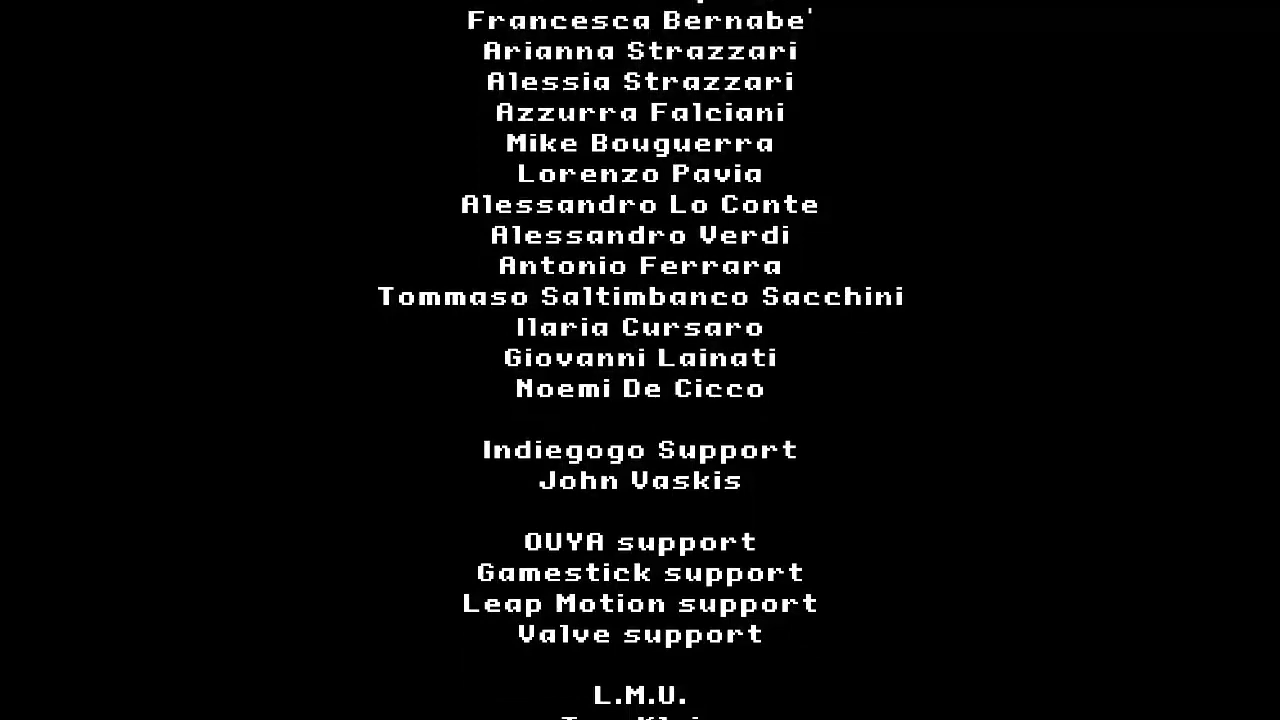 Francesca Bernabe'
Arianna Strazzari
Alessia Strazzari
Azzurra Falciani
Mike Bouguerra
Lorenzo Pavia
Alessandro Lo Conte
Alessandro Verdi
Antonio Ferrara
Tommaso Saltimbanco Sacchini
Ilaria Cursaro
Giovanni Lainati
Noemi De Cicco
Indiegogo Support
John Vaskis
OUYA support
Gamestick support
Leap Motion support
Valve support
L.M.U.